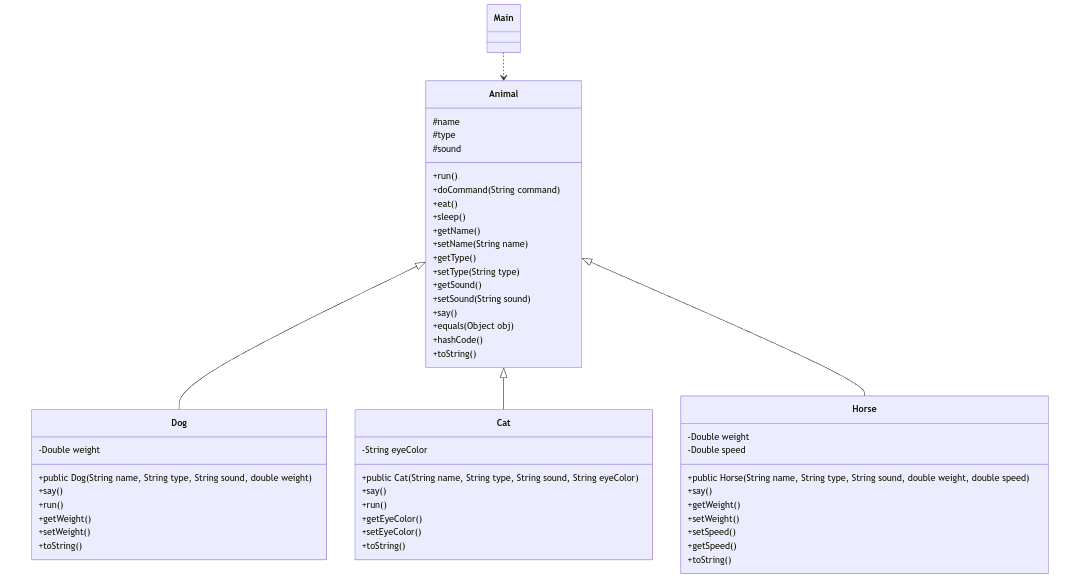 Main
Animal
#name
#type
#sound
+run()
+doCommand(String command)
+eat()
+sleep()
+getName()
+setName(String name)
+getType()
+setType(String type)
+getSound()
+setSound(String sound)
+say()
+equals(Object obj)
+hashCode()
+toString()
Dog
-Double weight
+public Dog(String name, String type, String sound, double weight)
+say()
+run()
+getWeight()
+setWeight()
+toString()
Cat
-String eyeColor
+public Cat(String name, String type, String sound, String eyeColor)
+say()
+run()
+getEyeColor()
+setEyeColor()
+toString()
Horse
-Double weight
-Double speed
+public Horse(String name, String type, String sound, double weight, double speed)
+say()
+getWeight()
+setWeight()
+setSpeed()
+getSpeed()
+toString()